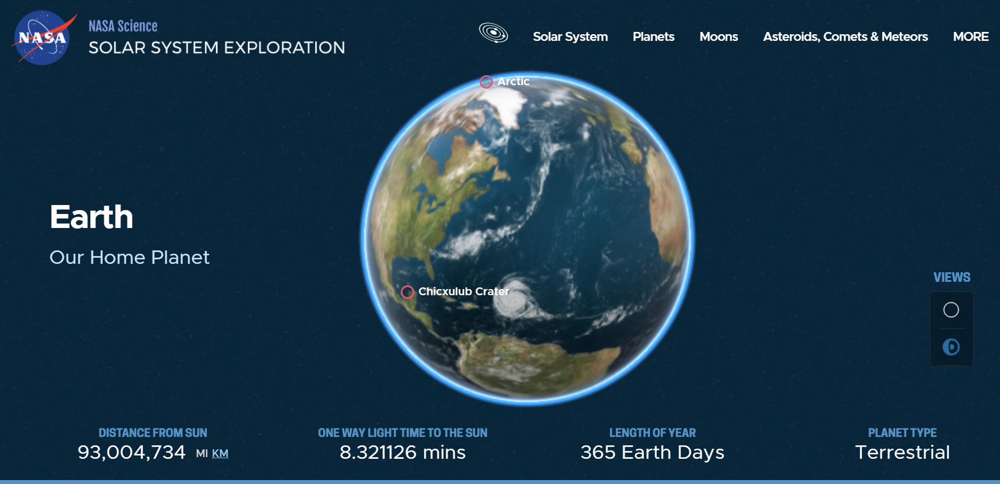 NASA
NASA Science
SOLAR SYSTEM EXPLORATION
Solar System
Planets
Moons
Asteroids, Comets & Meteors
MORE
Arctic
Earth
Our Home Planet
Chicxulub Crater
VIEWS
DISTANCE FROM SUN
93,004,734 MI KM
ONE WAY LIGHT TIME TO THE SUN
8.321126 mins
LENGTH OF YEAR
365 Earth Days
PLANET TYPE
Terrestrial